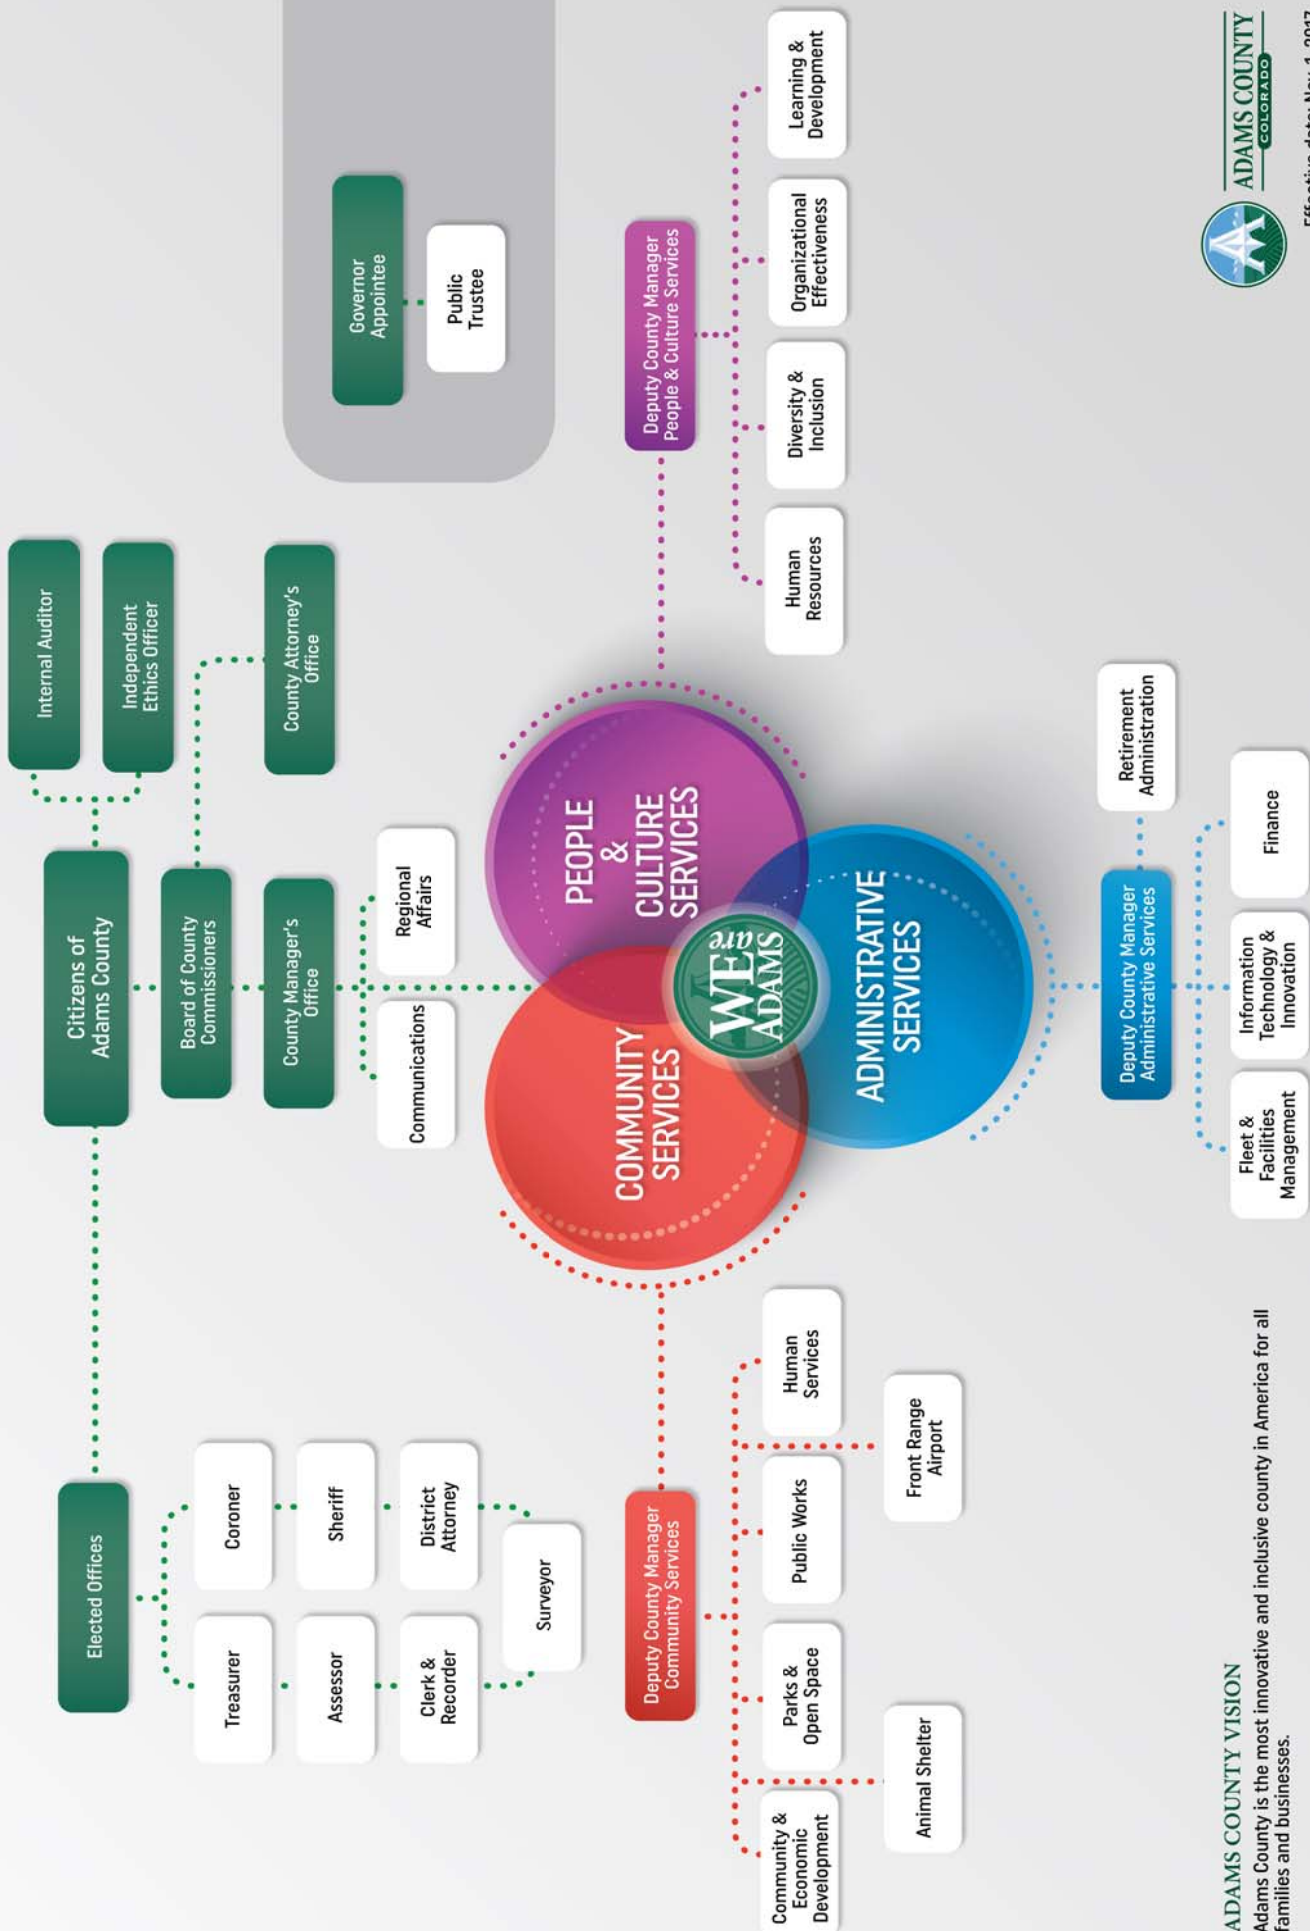 Citizens of
Adams County
Internal Auditor
Independent
Ethics Officer
Elected Offices
Board of County
Commissioners
County Attorney's
Office
County Manager's
Office
Communications
Regional
Affairs
Treasurer
Coroner
Assessor
Sheriff
Clerk &
Recorder
District
Attorney
Surveyor
Governor
Appointee
Public
Trustee
COMMUNITY
SERVICES
PEOPLE
&
CULTURE
SERVICES
WE
are
ADAMS
ADMINISTRATIVE
SERVICES
Deputy County Manager
Community Services
Community &
Economic
Development
Parks &
Open Space
Public Works
Human
Services
Animal Shelter
Front Range
Airport
Deputy County Manager
People & Culture Services
Human
Resources
Diversity &
Inclusion
Organizational
Effectiveness
Learning &
Development
Deputy County Manager
Administrative Services
Retirement
Administration
Fleet &
Facilities
Management
Information
Technology &
Innovation
Finance
ADAMS COUNTY VISION
Adams County is the most innovative and inclusive county in America for all
families and businesses.
ADAMS COUNTY
COLORADO
Effective date: Nov. 1, 2017